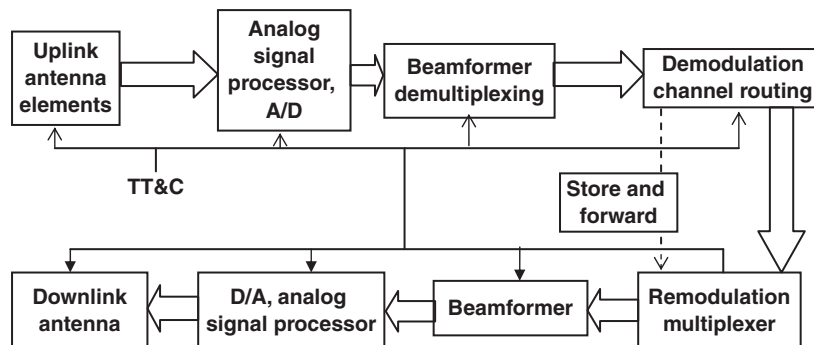 Uplink
antenna
elements
Analog
signal
processor,
A/D
Beamformer
demultiplexing
Demodulation
channel routing
TT&C
Store and
forward
Downlink
antenna
D/A, analog
signal processor
Beamformer
Remodulation
multiplexer